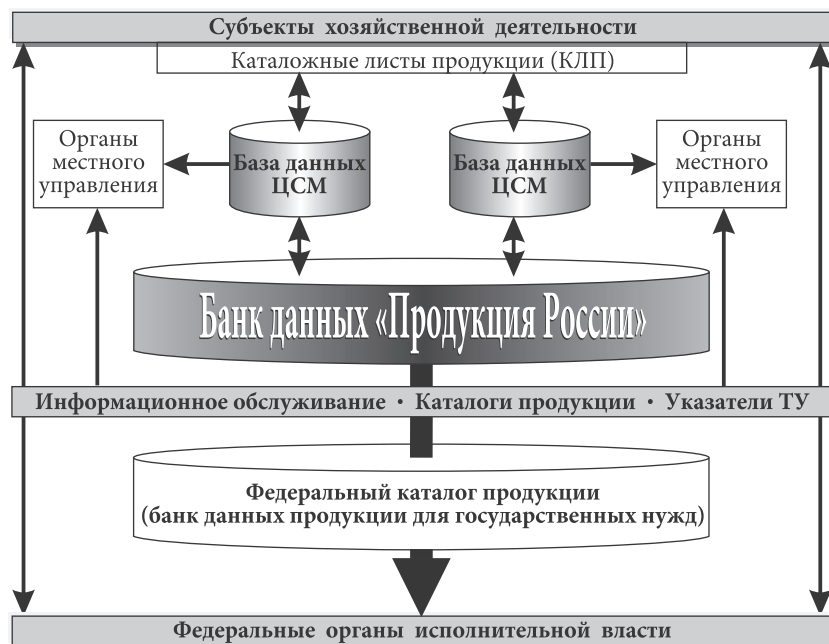 Субъекты хозяйственной деятельности
Каталожные листы продукции (КЛП)
Органы
местного
управления
База данных
ЦСМ
База данных
ЦСМ
Органы
местного
управления
Банк данных «Продукция России»
Информационное обслуживание • Каталоги продукции • Указатели ТУ
Федеральный каталог продукции
(банк данных продукции для государственных нужд)
Федеральные органы исполнительной власти